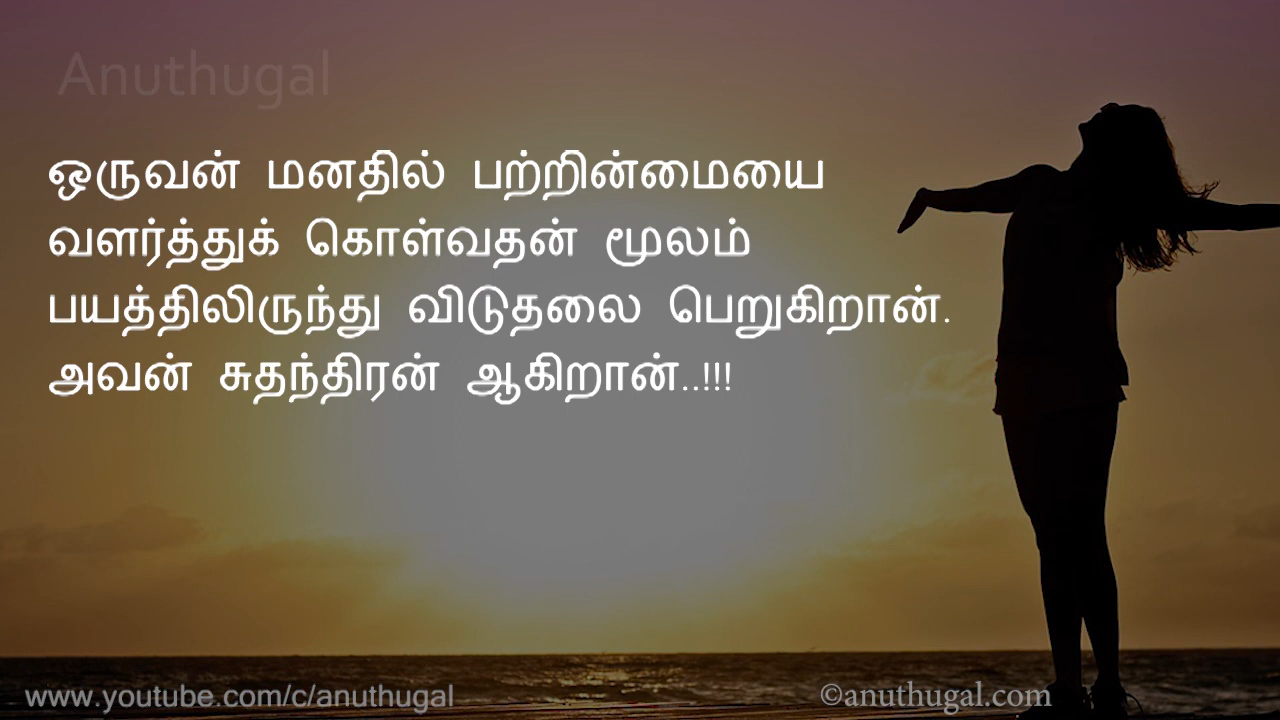 Anuthugal
ஒருவன் மனதில் பற்றின்மையை
வளர்த்துக் கொள்வதன் மூலம்
பயத்திலிருந்து விடுதலை பெறுகிறான்.
அவன் சுதந்திரன் ஆகிறான்..!!!
www.youtube.com/c/anuthugal
©anuthugal.com